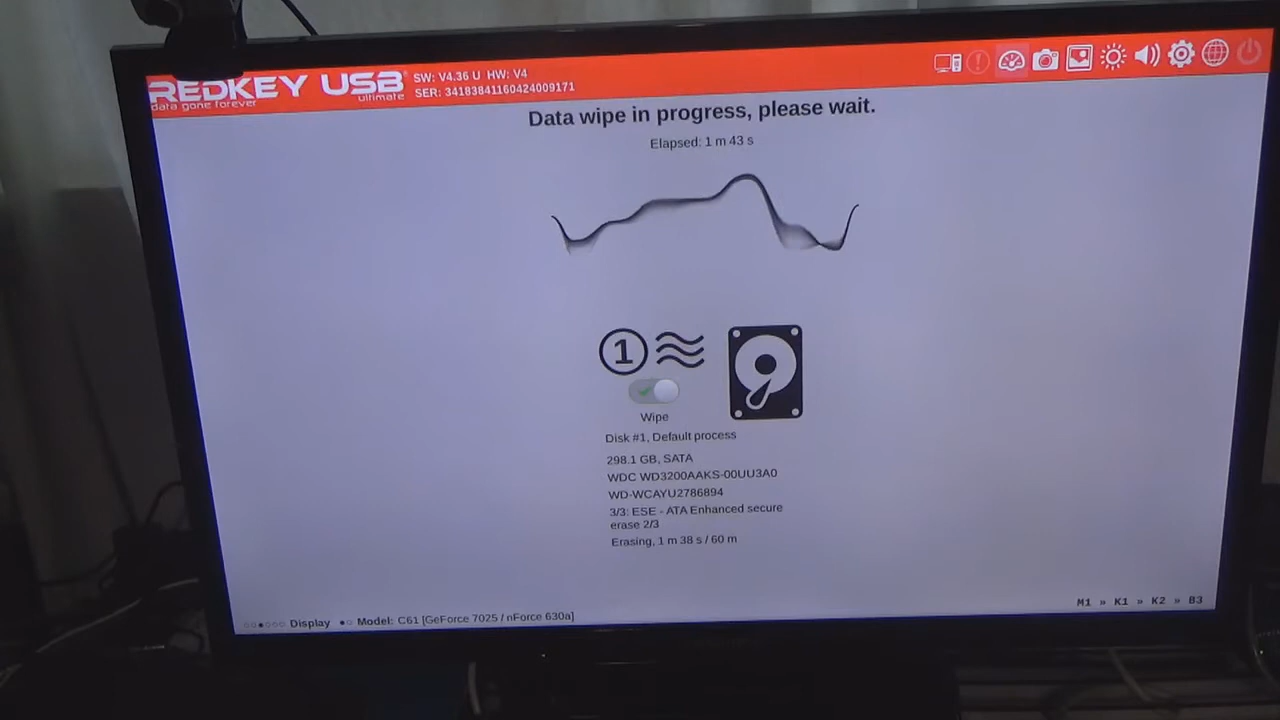 REDKEY USB
ultimate
data gone forever
SW: V4.36 U HW: V4
SER: 34183841160424009171
Data wipe in progress, please wait.
Elapsed: 1 m 43 s
1
Wipe
Disk #1, Default process
298.1 GB, SATA
WDC WD3200AAKS-00UU3A0
WD-WCAYU2786894
3/3: ESE - ATA Enhanced secure
erase 2/3
Erasing, 1 m 38 s / 60 m
Display Model: C61 [GeForce 7025 / nForce 630a]
M1 » K1 » K2 » B3